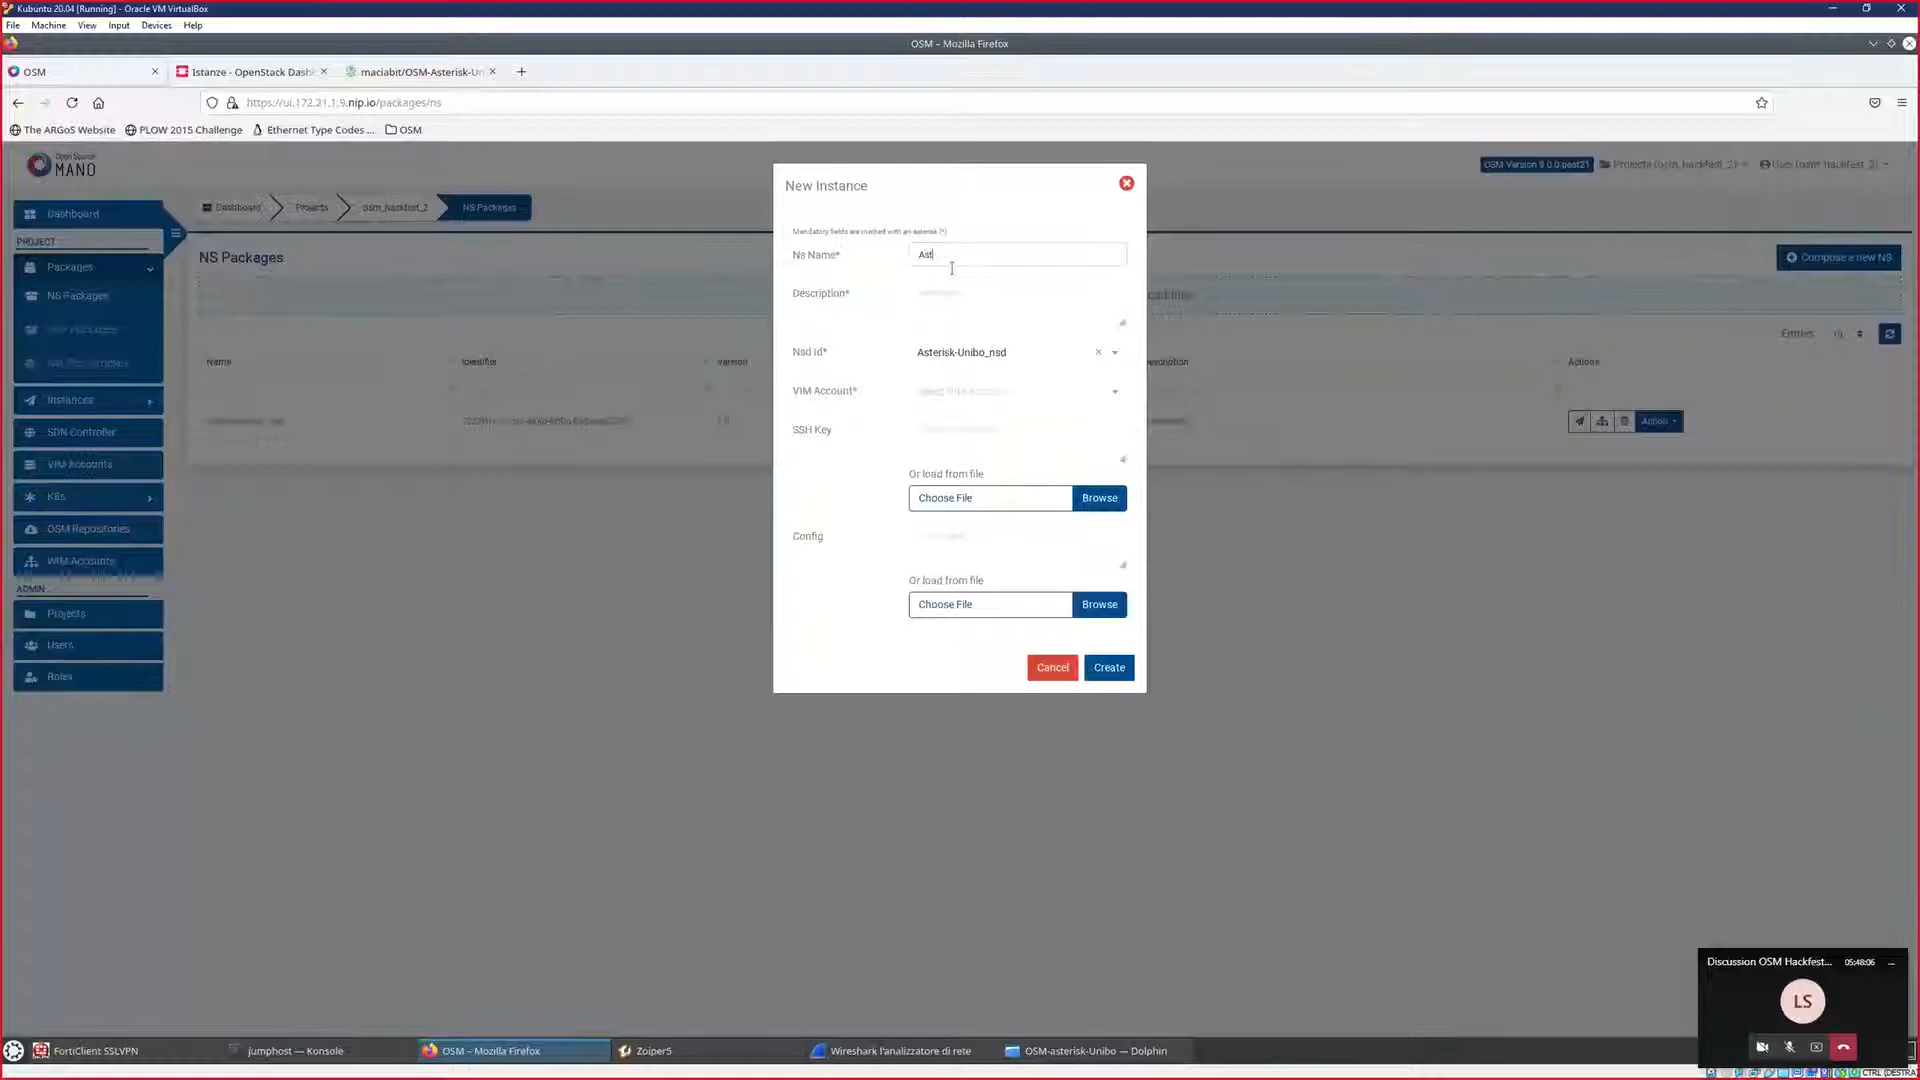 Kubuntu 20.04 [Running] - Oracle VM VirtualBox
File Machine View Input Devices Help
OSM – Mozilla Firefox
OSM
Istanze - OpenStack Dash
maciabit/OSM-Asterisk-Un
https://ui.172.21.1.9.nip.io/packages/ns
The ARGoS Website
PLOW 2015 Challenge
Ethernet Type Codes ...
OSM
Open Source
MANO
OSM Version 9.0.0.post21
Projects (osm_hackfest_2)
User (osm_hackfest_2)
Dashboard
PROJECT
Packages
NS Packages
Instances
SDN Controller
VIM Accounts
K8s
OSM Repositories
WIM Accounts
ADMIN
Projects
Users
Roles
Dashboard
Projects
osm_hackfest_2
NS Packages
NS Packages
Compose a new NS
Entries
Name
Identifier
Version
escription
Actions
Action
New Instance
Mandatory fields are marked with an asterisk (*)
Ns Name*
Ast
Description*
Nsd Id*
Asterisk-Unibo_nsd
VIM Account*
SSH Key
Or load from file
Choose File
Browse
Config
Or load from file
Choose File
Browse
Cancel
Create
Discussion OSM Hackfest...
05:48:06
LS
FortiClient SSLVPN
jumphost — Konsole
OSM – Mozilla Firefox
Zoiper5
Wireshark l'analizzatore di rete
OSM-asterisk-Unibo — Dolphin
CTRL (DESTRA)